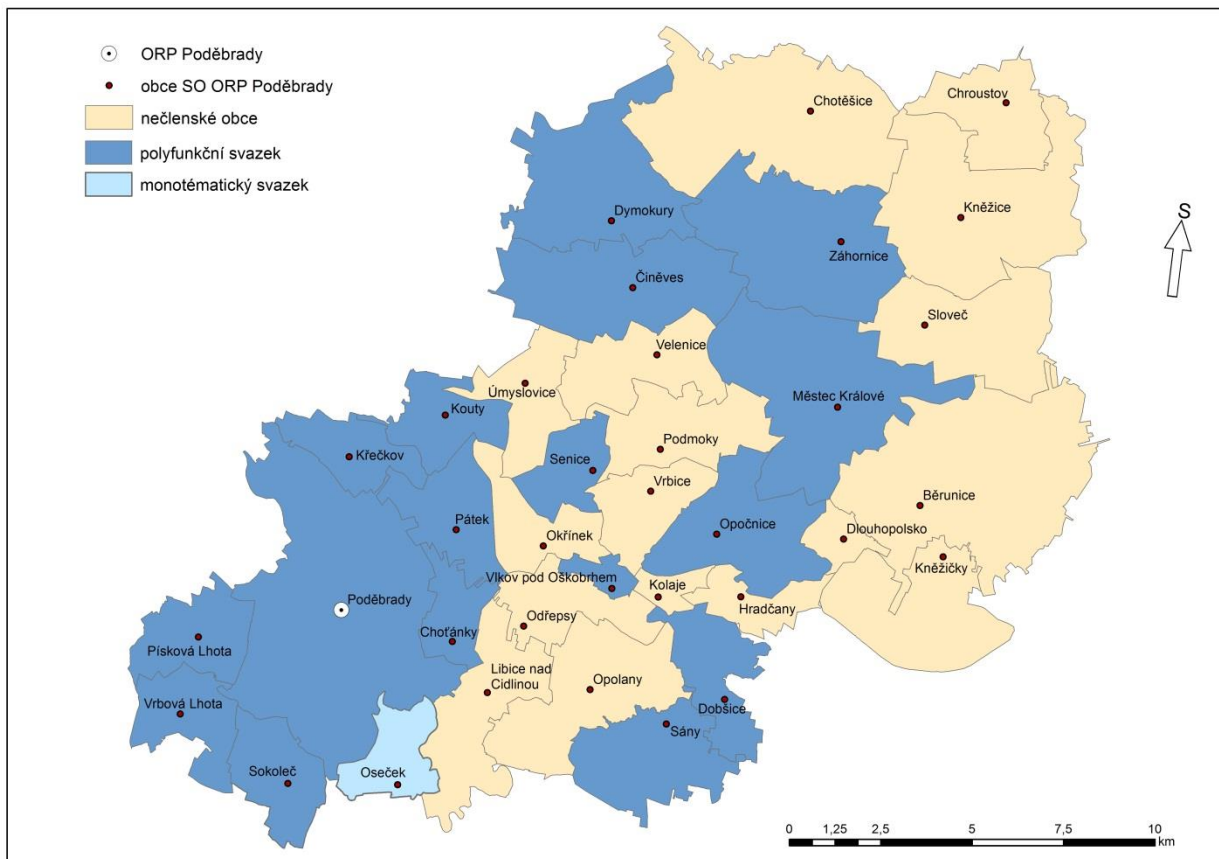 ORP Poděbrady
obce SO ORP Poděbrady
nečlenské obce
polyfunkční svazek
monotématický svazek
Chotěšice
Chroustov
Dymokury
Kněžice
S
Záhornice
Činěves
Sloveč
Velenice
Úmyslovice
Městec Králové
Kouty
Podmoky
Křečkov
Senice
Vrbice
Běrunice
Pátek
Opočnice
Dlouhopolsko
Okřínek
Kněžičky
Vlkov pod Oškobrhem
Kolaje
Hradčany
Poděbrady
Odřepsy
Choťánky
Písková Lhota
Libice nad
Cidlinou
Opolany
Vrbová Lhota
Dobšice
Sány
Sokoleč
Oseček
0 1,25 2,5 5 7,5 10
km